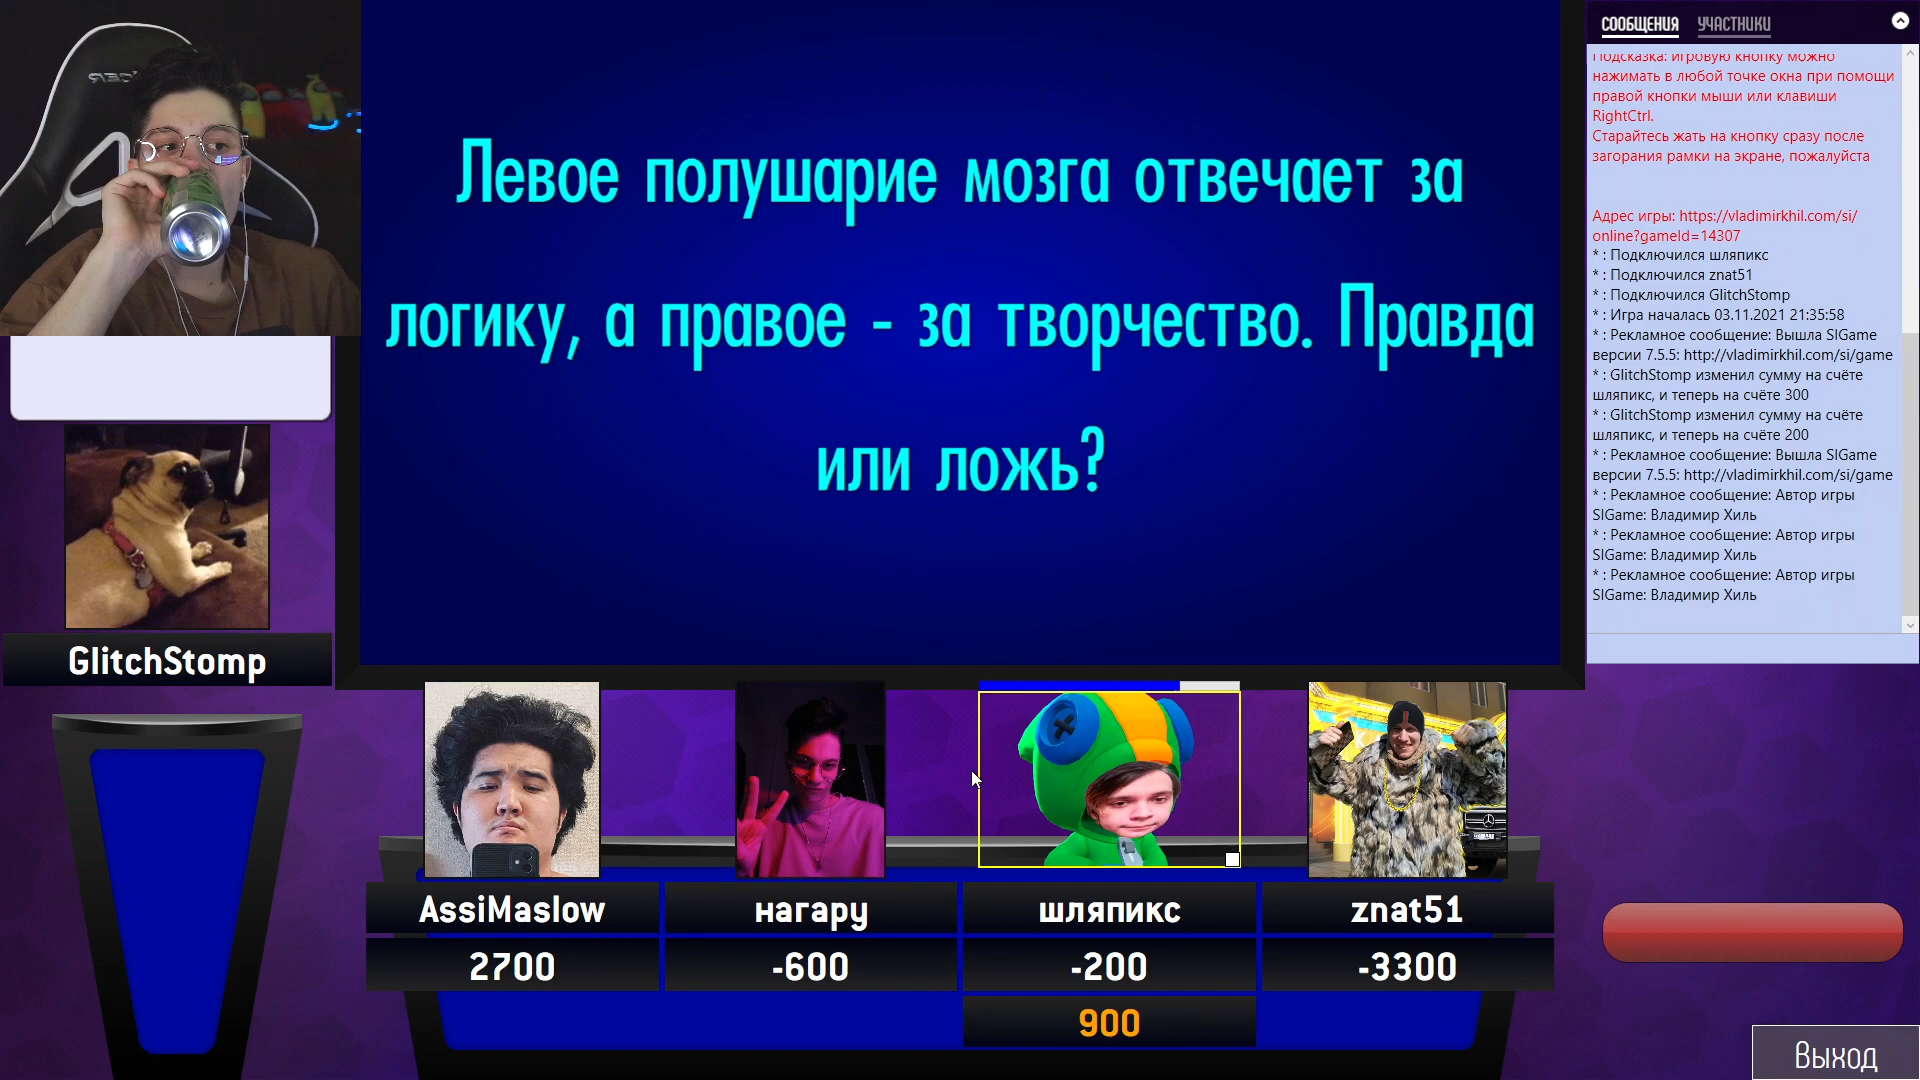 Левое полушарие мозга отвечает за
логику, а правое - за творчество. Правда
или ложь?
СООБЩЕНИЯ УЧАСТНИКИ
Подсказка: игровую кнопку можно
нажимать в любой точке окна при помощи
правой кнопки мыши или клавиши
RightCtrl.
Старайтесь жать на кнопку сразу после
загорания рамки на экране, пожалуйста
Адрес игры: https://vladimirkhil.com/si/
online?gameId=14307
* : Подключился шляпикс
* : Подключился znat51
* : Подключился GlitchStomp
* : Игра началась 03.11.2021 21:35:58
* : Рекламное сообщение: Вышла SIGame
версии 7.5.5: http://vladimirkhil.com/si/game
* : GlitchStomp изменил сумму на счёте
шляпикс, и теперь на счёте 300
* : GlitchStomp изменил сумму на счёте
шляпикс, и теперь на счёте 200
* : Рекламное сообщение: Вышла SIGame
версии 7.5.5: http://vladimirkhil.com/si/game
* : Рекламное сообщение: Автор игры
SIGame: Владимир Хиль
* : Рекламное сообщение: Автор игры
SIGame: Владимир Хиль
* : Рекламное сообщение: Автор игры
SIGame: Владимир Хиль
GlitchStomp
AssiMaslow нагару шляпикс znat51
2700 -600 -200 -3300
900
Выход